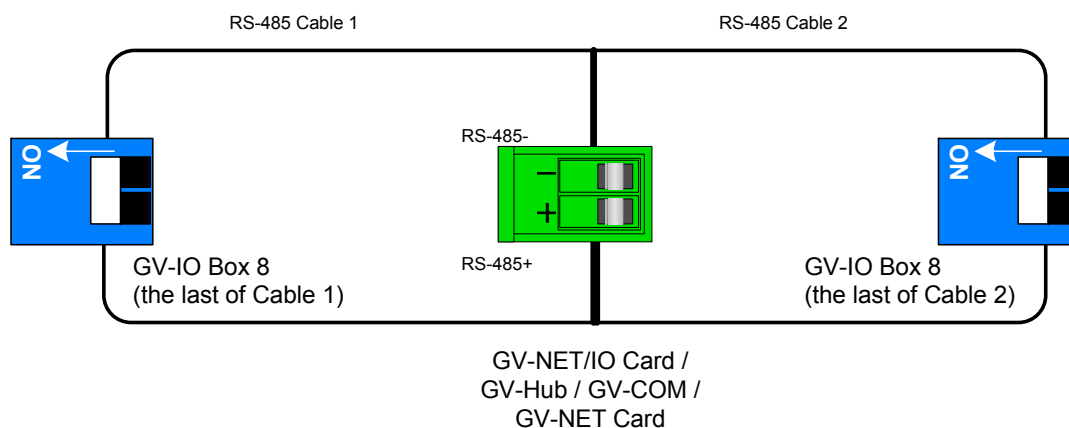 RS-485 Cable 1
RS-485 Cable 2
ON
RS-485-
−
+
RS-485+
ON
GV-IO Box 8
(the last of Cable 1)
GV-IO Box 8
(the last of Cable 2)
GV-NET/IO Card /
GV-Hub / GV-COM /
GV-NET Card